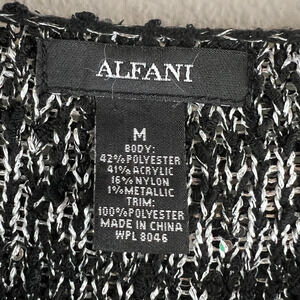 ALFANI
M
BODY:
42%POLYESTER
41%ACRYLIC
16%NYLON
1%METALLIC
TRIM:
100%POLYESTER
MADE IN CHINA
WPL 8046